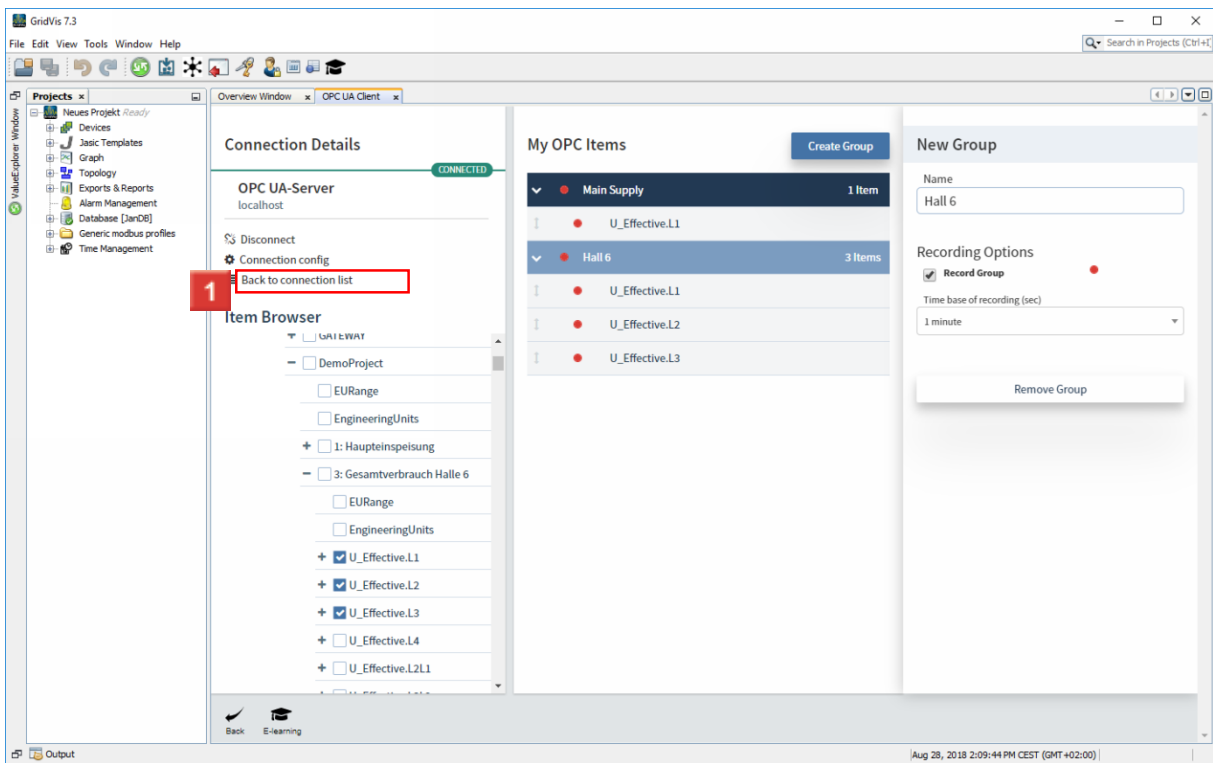 GridVis 7.3
File Edit View Tools Window Help
Search in Projects (Ctrl+I
ValueExplorer Window
Projects
Neues Projekt Ready
Devices
Jasic Templates
Graph
Topology
Exports & Reports
Alarm Management
Database [JanDB]
Generic modbus profiles
Time Management
Overview Window OPC UA Client
Connection Details
CONNECTED
OPC UA-Server
localhost
Disconnect
Connection config
1 Back to connection list
Item Browser
GATEWAY
DemoProject
EURange
EngineeringUnits
1: Haupteinspeisung
3: Gesamtverbrauch Halle 6
EURange
EngineeringUnits
U_Effective.L1
U_Effective.L2
U_Effective.L3
U_Effective.L4
U_Effective.L2L1
My OPC Items Create Group
Main Supply 1 Item
U_Effective.L1
Hall 6 3 Items
U_Effective.L1
U_Effective.L2
U_Effective.L3
New Group
Name
Hall 6
Recording Options
Record Group
Time base of recording (sec)
1 minute
Remove Group
Back E-learning
Output
Aug 28, 2018 2:09:44 PM CEST (GMT+02:00)